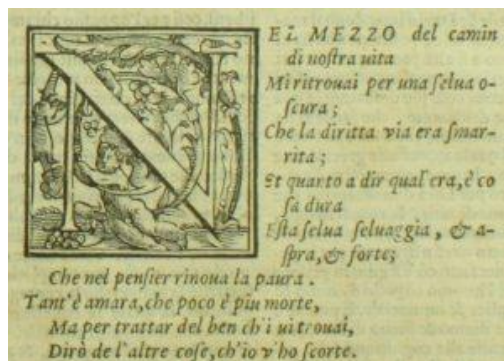 N EL MEZZO del camin
di noſtra uita
Mi ritrouai per una ſelua o-
ſcura;
Che la diritta via era ſmar-
rita;
Et quanto a dir qual'era, è co
ſa dura
Eſta ſelua ſeluaggia, & a-
ſpra, & forte;
Che nel penſier rinoua la paura.
Tant'è amara, che poco è piu morte,
Ma per trattar del ben ch'i ui trouai,
Dirò de l'altre coſe, ch'io v'ho ſcorte.